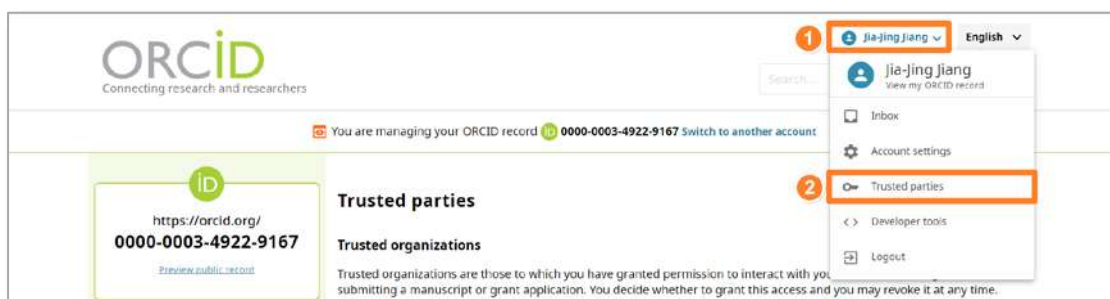 ORCID
Connecting research and researchers
1
Jia-Jing Jiang
English
Search...
Jia-Jing Jiang
View my ORCID record
Inbox
You are managing your ORCID record iD 0000-0003-4922-9167 Switch to another account
Account settings
2
Trusted parties
Developer tools
Logout
iD
https://orcid.org/
0000-0003-4922-9167
Preview public record
Trusted parties
Trusted organizations
Trusted organizations are those to which you have granted permission to interact with you
submitting a manuscript or grant application. You decide whether to grant this access and you may revoke it at any time.